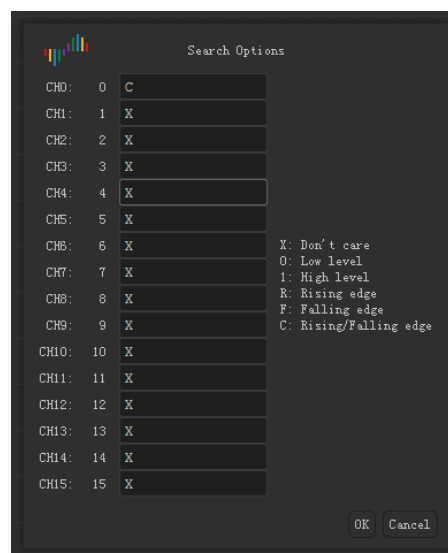 Search Options
CH0: 0 C
CH1: 1 X
CH2: 2 X
CH3: 3 X
CH4: 4 X
CH5: 5 X
CH6: 6 X
CH7: 7 X
CH8: 8 X
CH9: 9 X
CH10: 10 X
CH11: 11 X
CH12: 12 X
CH13: 13 X
CH14: 14 X
CH15: 15 X
X: Don't care
0: Low level
1: High level
R: Rising edge
F: Falling edge
C: Rising/Falling edge
OK Cancel